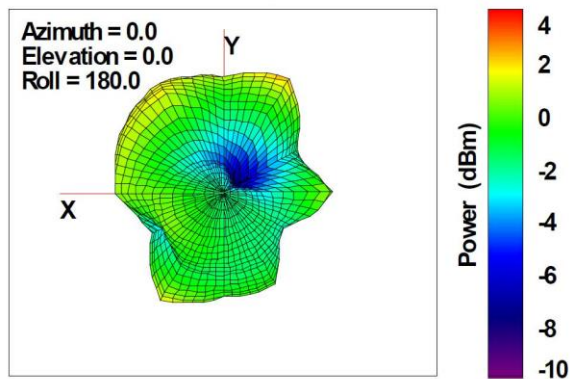 Azimuth = 0.0
Elevation = 0.0
Roll = 180.0
Y
X
Power (dBm)
4
2
0
-2
-4
-6
-8
-10